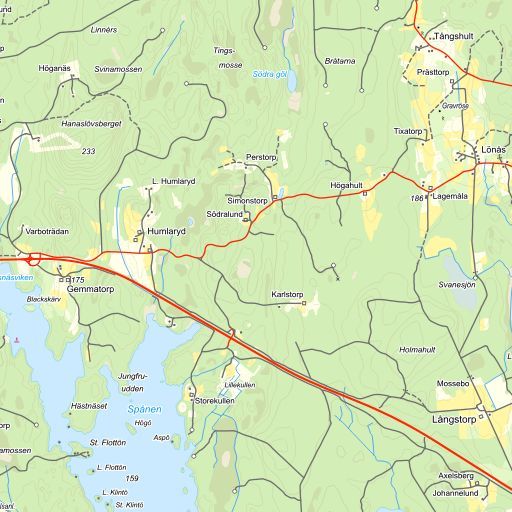 Linnérs
Tings-
mosse
Tångshult
Höganäs
Svinamossen
Södra göl
Bråtarna
Prästtorp
Gravröse
Hanaslövsberget
233
Tixatorp
Lönås
Perstorp
L. Humlaryd
Högahult
Simonstorp
186
Lagemåla
Södralund
Varboträdan
Humlaryd
175
Gemmatorp
Blackskärv
Karlstorp
Svanesjön
Holmahult
Jungfru-
udden
Lillekullen
Mossebo
Hästnäset
Spånen
Storekullen
Långstorp
Högö
Aspö
St. Flottön
L. Flottön
159
L. Klintö
St. Klintö
Axelsberg
Johannelund